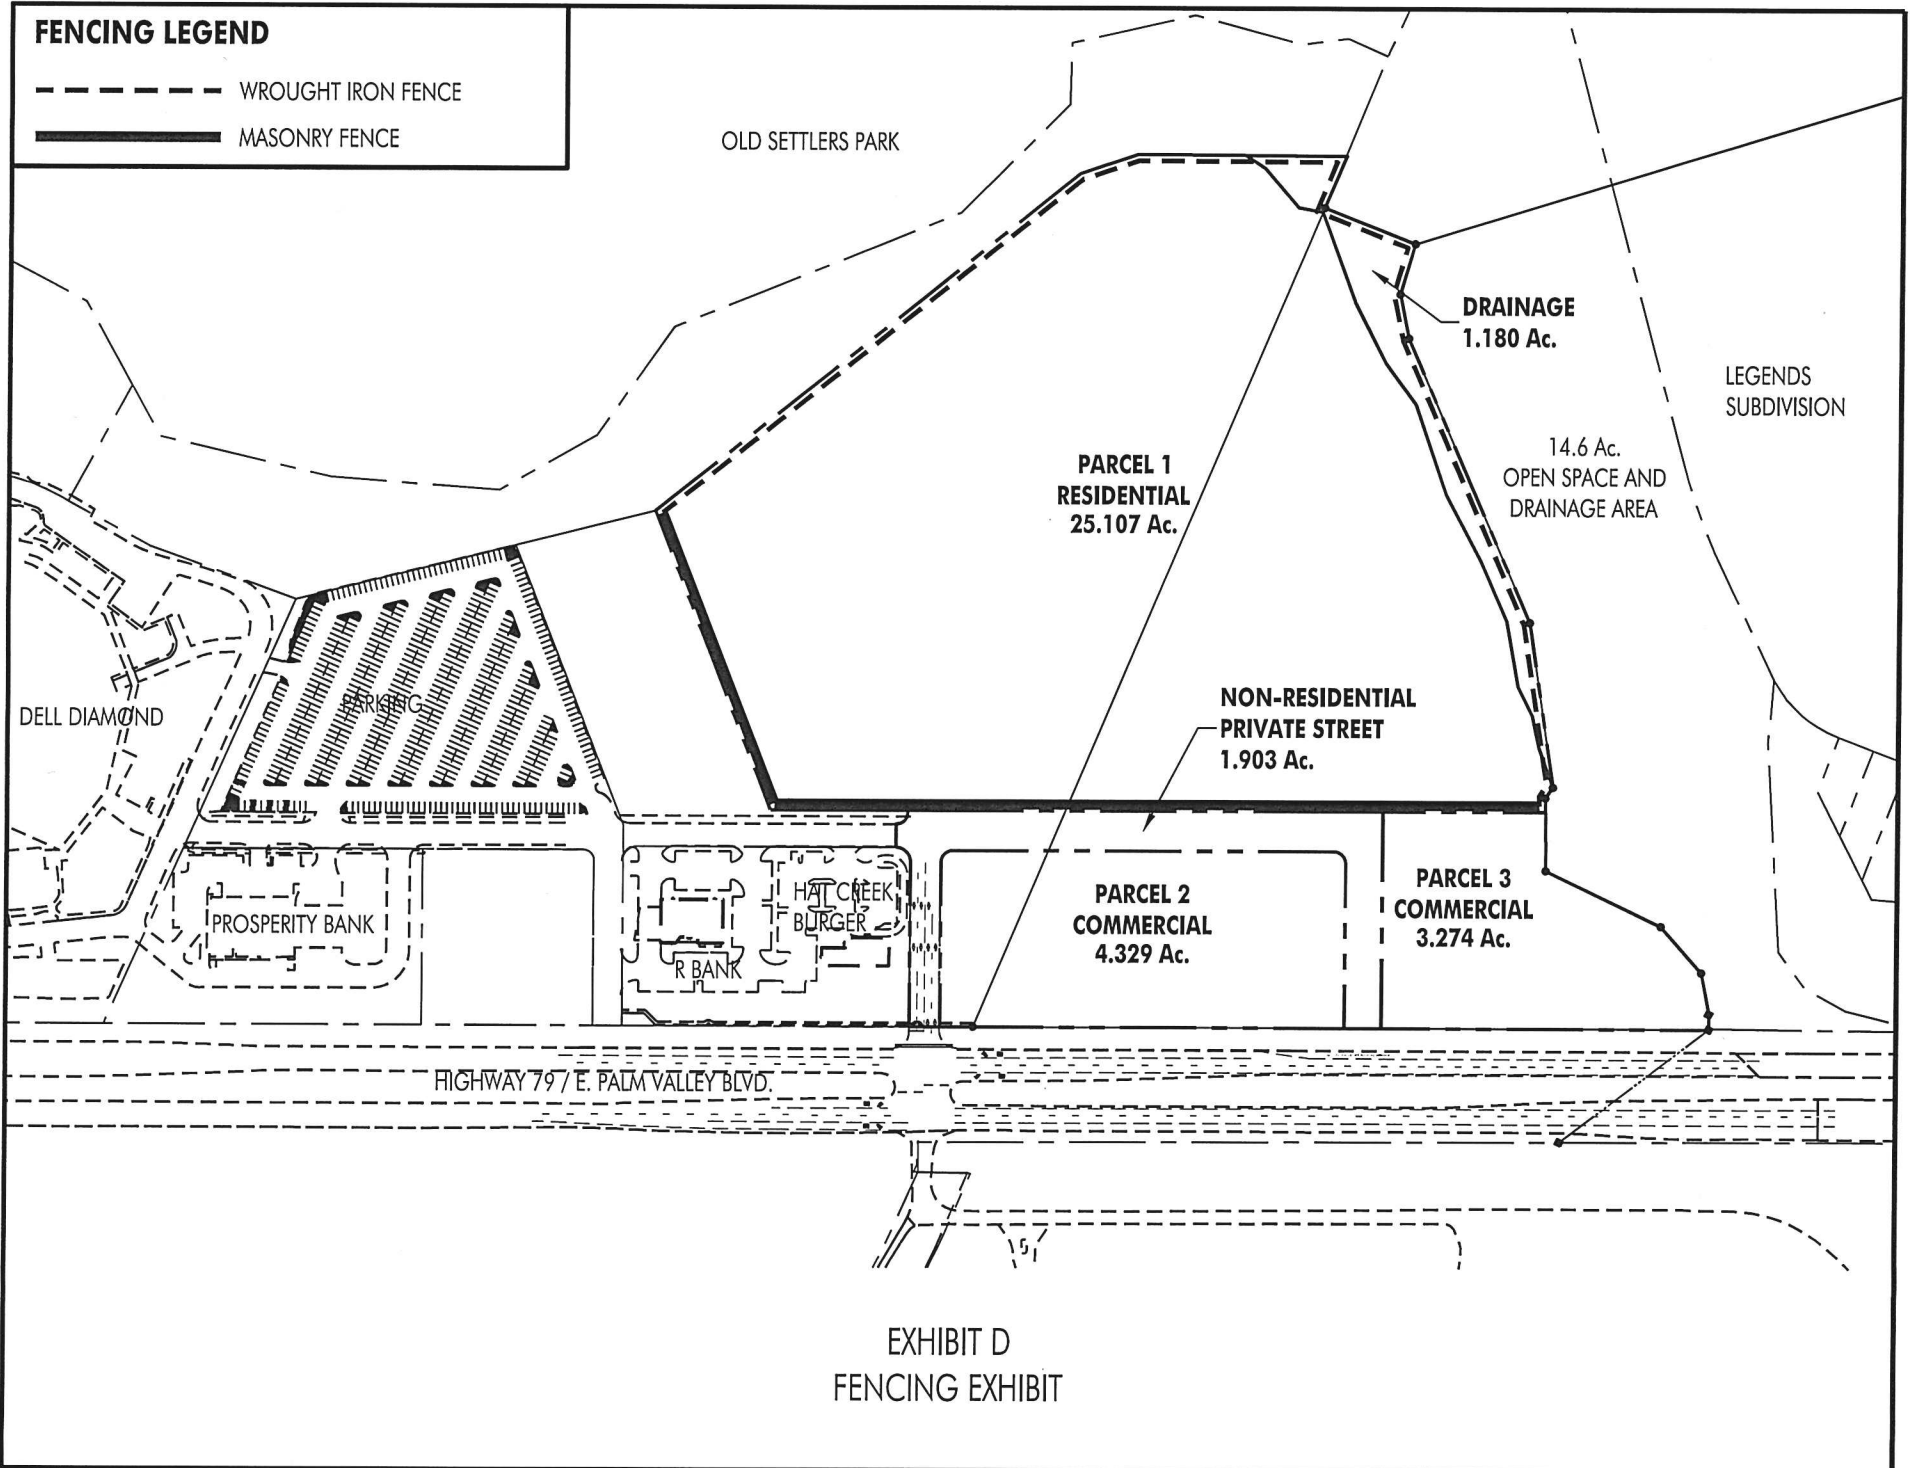 FENCING LEGEND
WROUGHT IRON FENCE
MASONRY FENCE
OLD SETTLERS PARK
DRAINAGE
1.180 Ac.
LEGENDS
SUBDIVISION
14.6 Ac.
OPEN SPACE AND
DRAINAGE AREA
PARCEL 1
RESIDENTIAL
25.107 Ac.
NON-RESIDENTIAL
PRIVATE STREET
1.903 Ac.
DELL DIAMOND
PARKING
PROSPERITY BANK
HAT CREEK
BURGER
R BANK
PARCEL 2
COMMERCIAL
4.329 Ac.
PARCEL 3
COMMERCIAL
3.274 Ac.
HIGHWAY 79 / E. PALM VALLEY BLVD.
EXHIBIT D
FENCING EXHIBIT